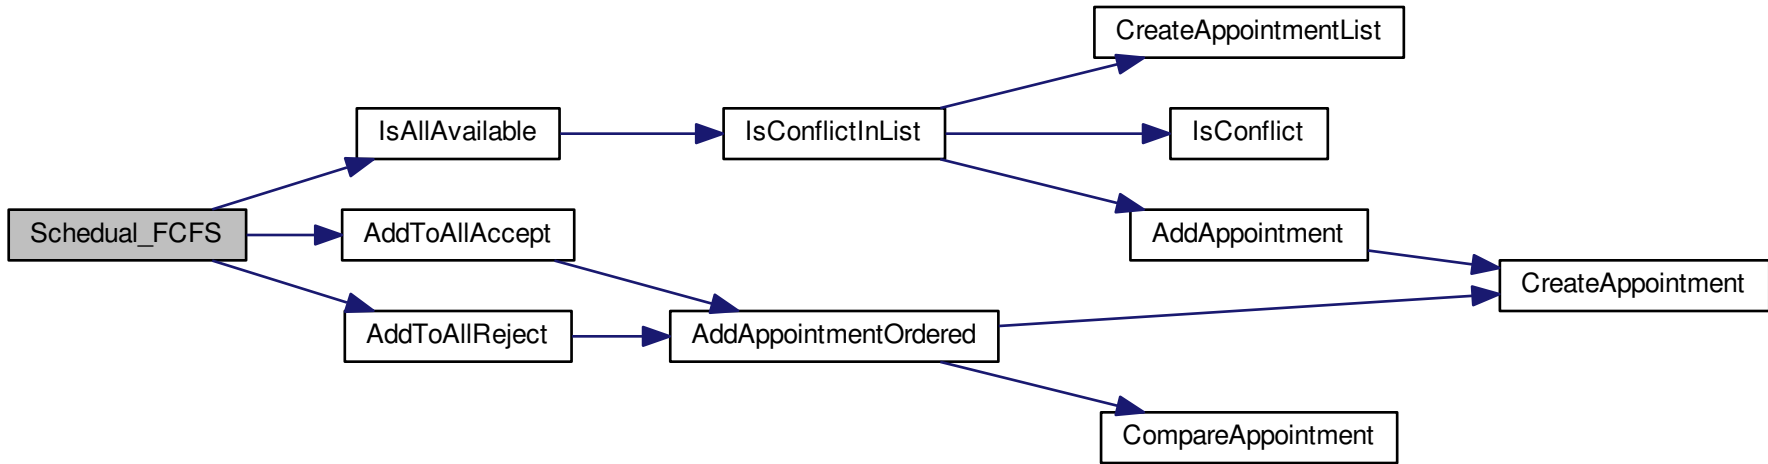 CreateAppointmentList
IsAllAvailable
IsConflictInList
IsConflict
Schedual_FCFS
AddToAllAccept
AddAppointment
CreateAppointment
AddToAllReject
AddAppointmentOrdered
CompareAppointment